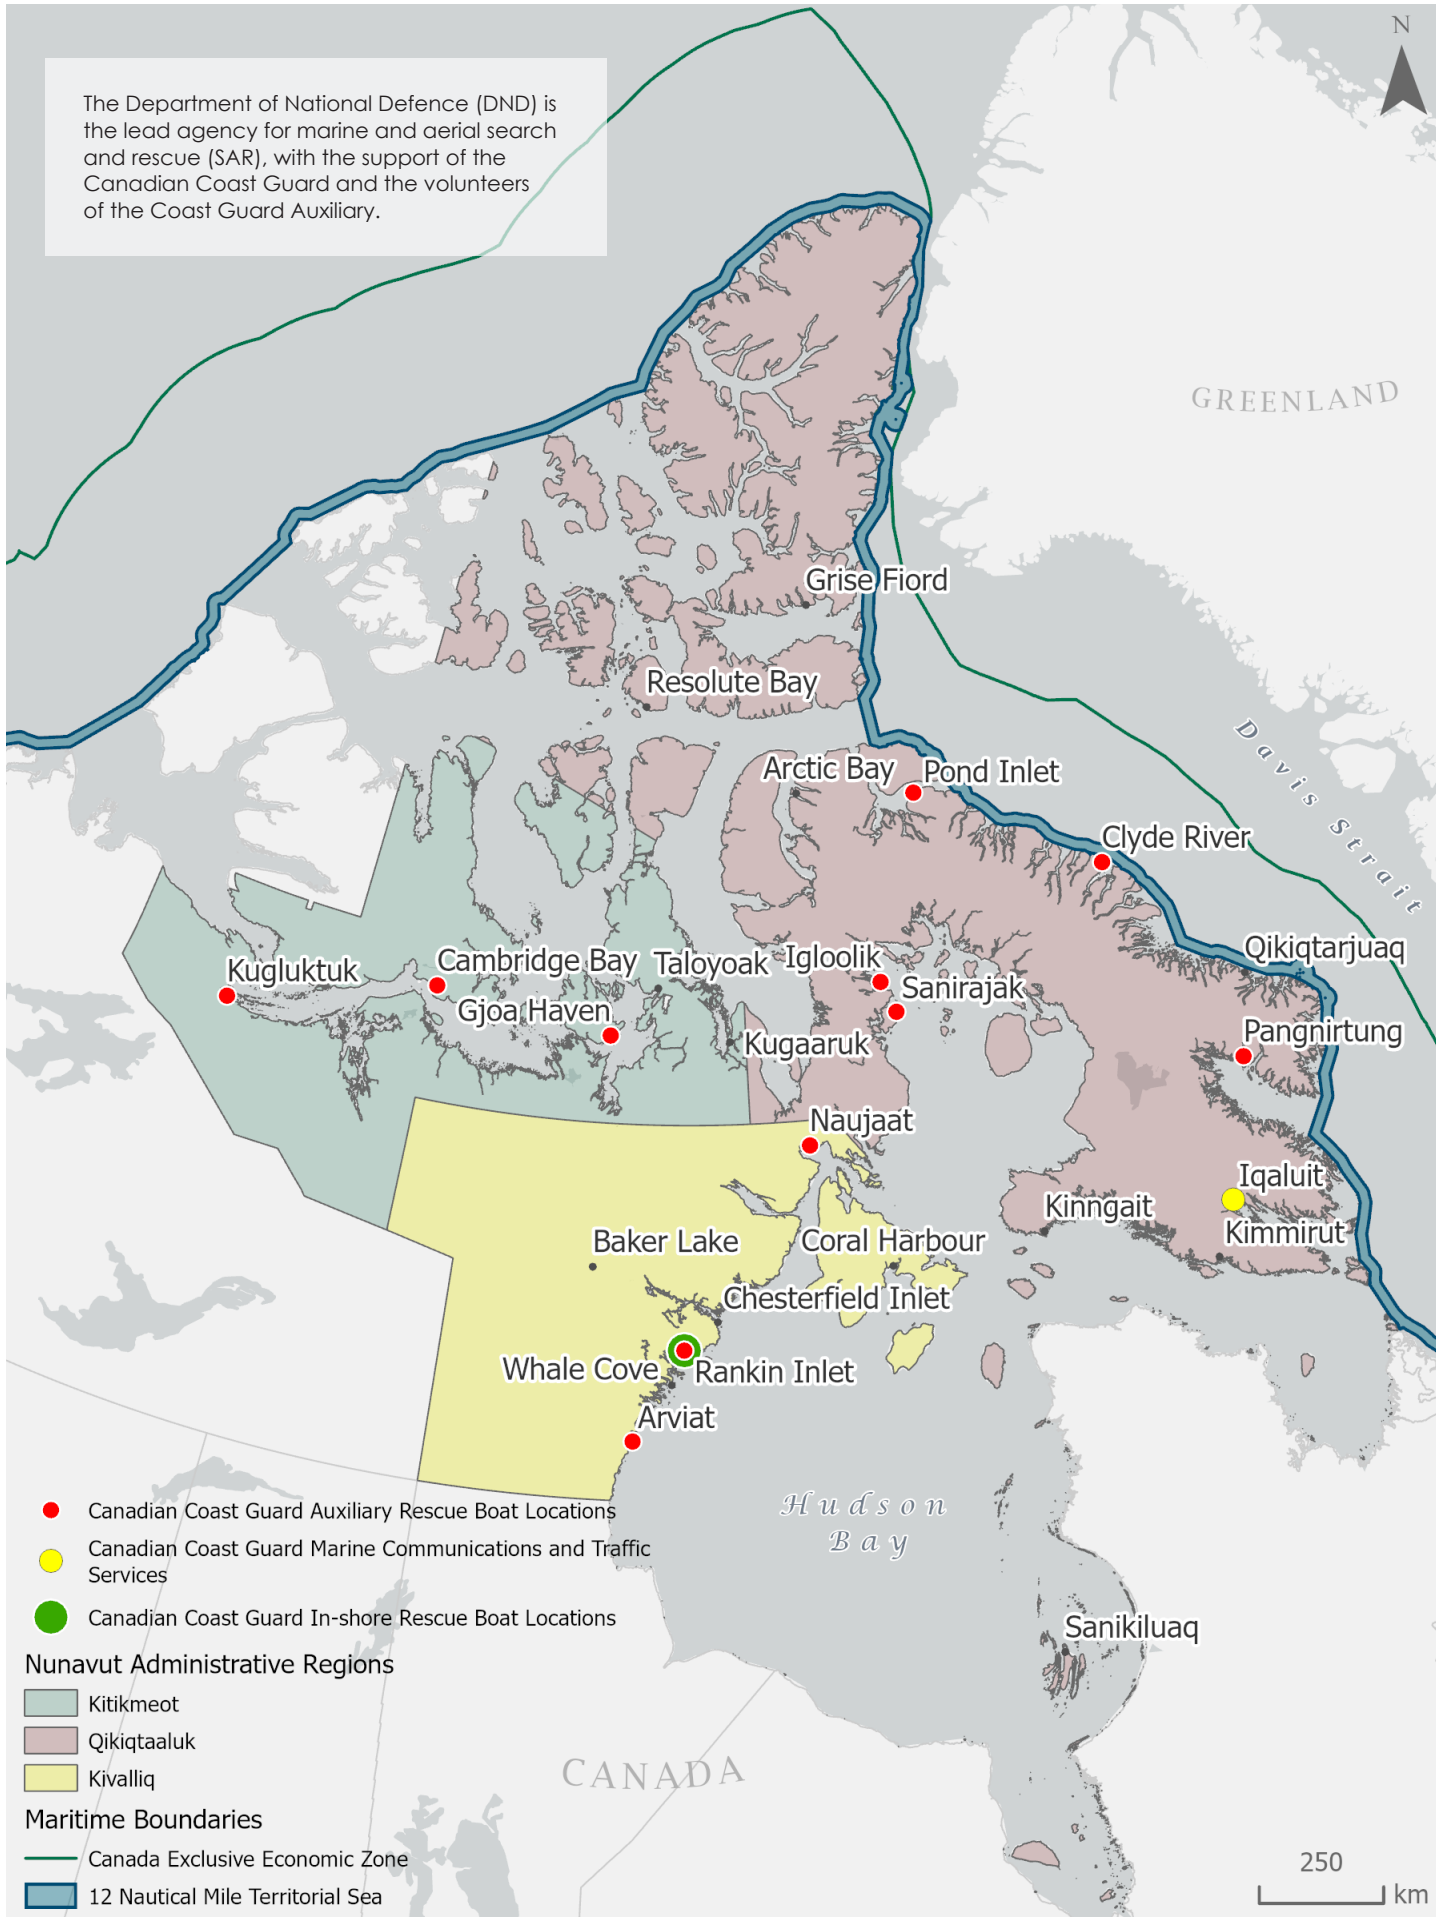 N
The Department of National Defence (DND) is
the lead agency for marine and aerial search
and rescue (SAR), with the support of the
Canadian Coast Guard and the volunteers
of the Coast Guard Auxiliary.
GREENLAND
Grise Fiord
Resolute Bay
Davis Strait
Arctic Bay
Pond Inlet
Clyde River
Qikiqtarjuaq
Kugluktuk
Cambridge Bay
Taloyoak
Igloolik
Sanirajak
Gjoa Haven
Kugaaruk
Pangnirtung
Naujaat
Iqaluit
Kinngait
Kimmirut
Baker Lake
Coral Harbour
Chesterfield Inlet
Whale Cove
Rankin Inlet
Arviat
Hudson
Bay
Sanikiluaq
CANADA
Canadian Coast Guard Auxiliary Rescue Boat Locations
Canadian Coast Guard Marine Communications and Traffic
Services
Canadian Coast Guard In-shore Rescue Boat Locations
Nunavut Administrative Regions
Kitikmeot
Qikiqtaaluk
Kivalliq
Maritime Boundaries
Canada Exclusive Economic Zone
12 Nautical Mile Territorial Sea
250
km